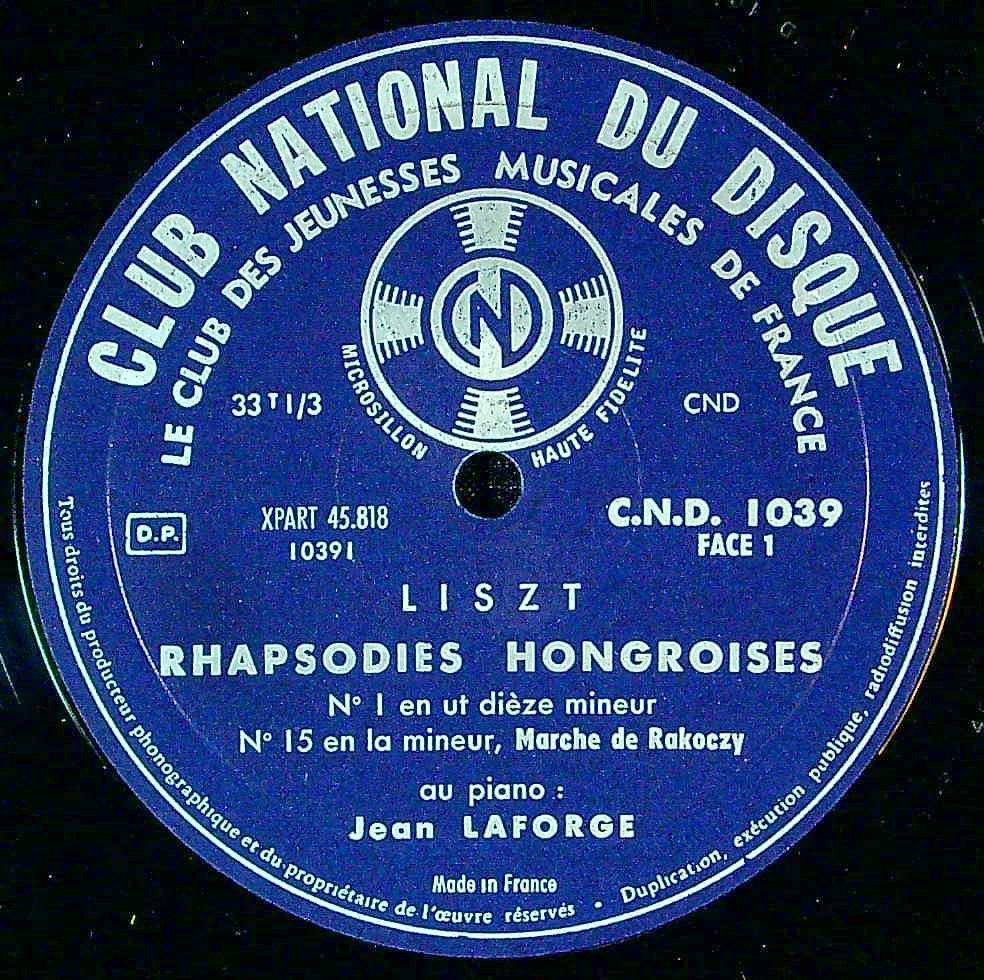 CLUB NATIONAL DU DISQUE
LE CLUB DES JEUNESSES MUSICALES DE FRANCE
N
MICROSILLON HAUTE FIDELITE
33 T 1/3
CND
D.P.
XPART 45.818
10391
C.N.D. 1039
FACE 1
LISZT
RHAPSODIES HONGROISES
N° 1 en ut dièze mineur
N° 15 en la mineur, Marche de Rakoczy
au piano :
Jean LAFORGE
Made in France
Tous droits du producteur phonographique et du propriétaire de l'œuvre réservés • Duplication, exécution publique, radiodiffusion interdites